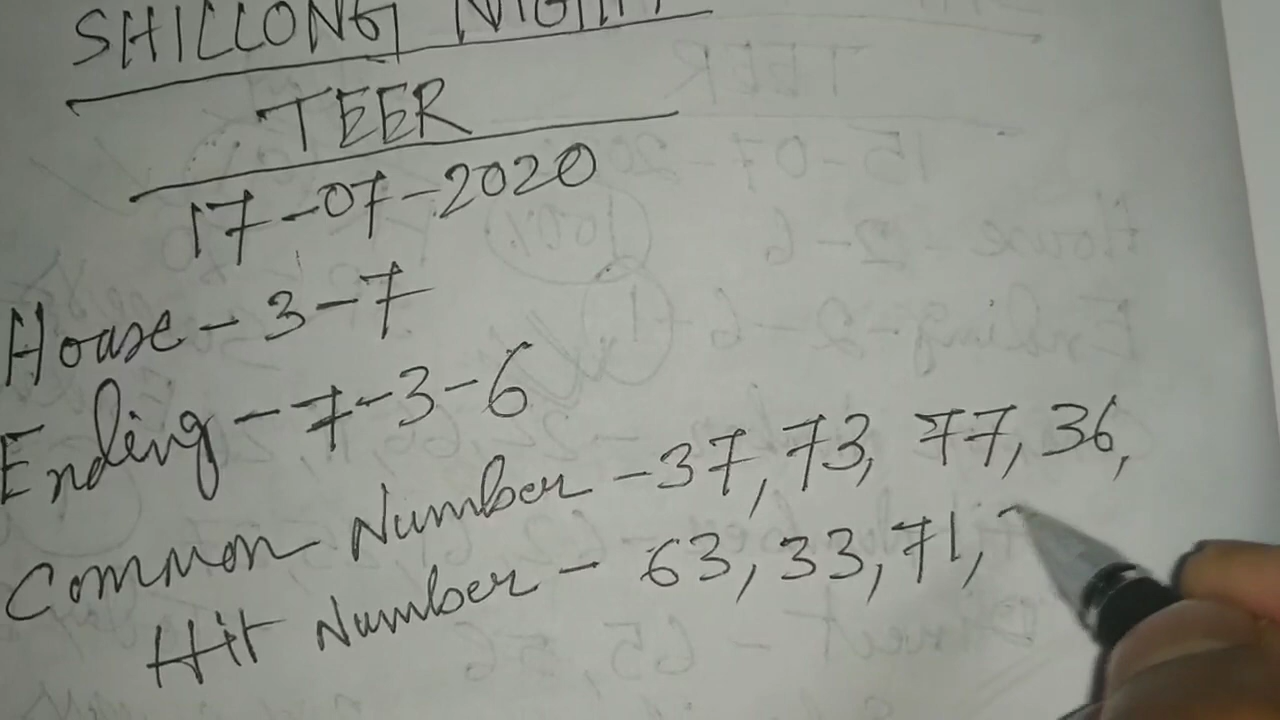 SHILLONG NIGHT
TEER
17-07-2020
House - 3-7
Ending - 7-3-6
Common Number - 37, 73, 77, 36,
Hit Number - 63, 33, 71,